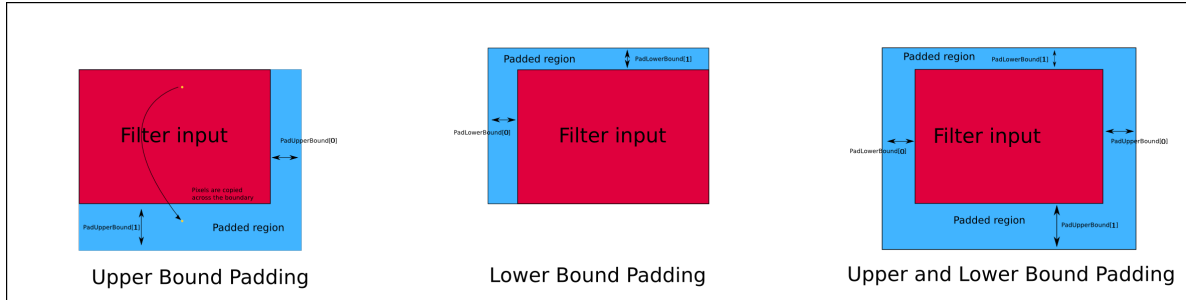 Filter input
PadUpperBound[0]
Pixels are copied
across the boundary
PadUpperBound[1]
Padded region
Upper Bound Padding
Padded region
PadLowerBound[1]
PadLowerBound[0]
Filter input
Lower Bound Padding
Padded region
PadLowerBound[1]
Filter input
PadLowerBound[0]
PadUpperBound[0]
Padded region
PadUpperBound[1]
Upper and Lower Bound Padding